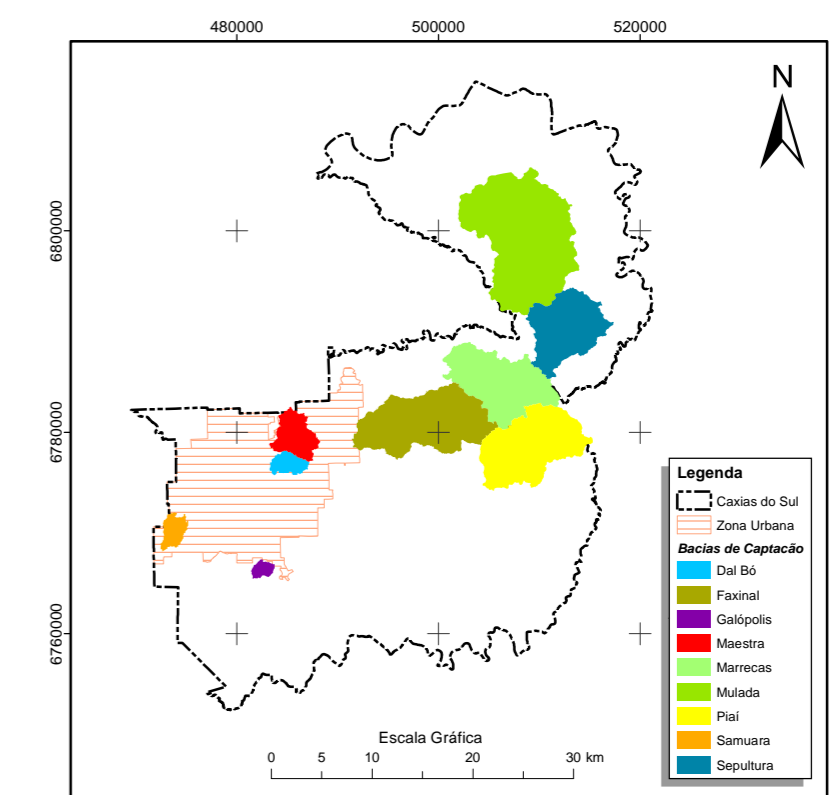 480000 500000 520000
N
6800000
6780000
6760000
Legenda
Caxias do Sul
Zona Urbana
Bacias de Captacão
Dal Bó
Faxinal
Galópolis
Maestra
Marrecas
Mulada
Piaí
Samuara
Sepultura
Escala Gráfica
0 5 10 20 30 km